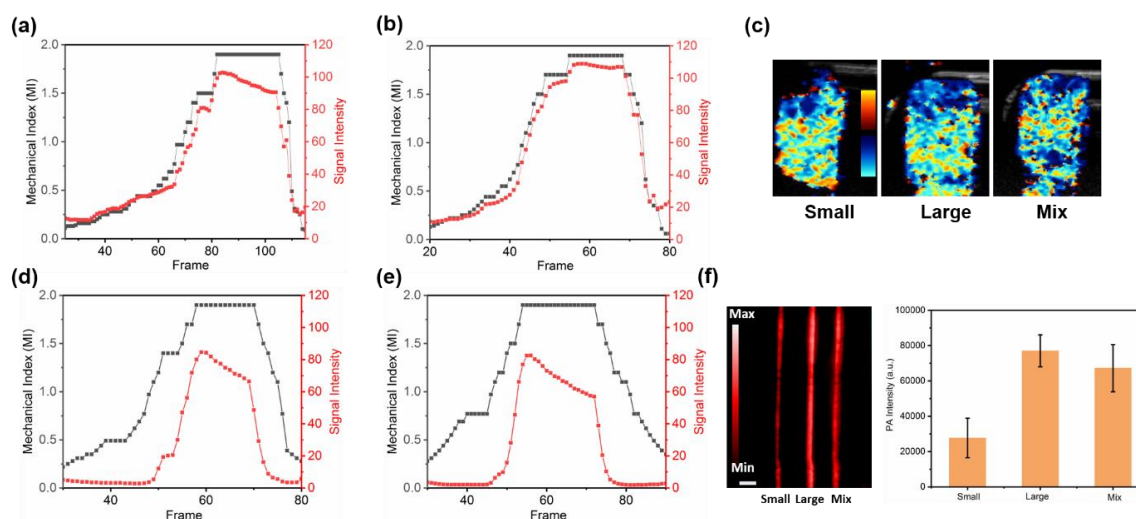 (a)
Mechanical Index (MI)
2.0
1.5
1.0
0.5
0.0
40
60
80
100
Frame
120
100
80
60
40
20
0
Signal Intensity
(b)
Mechanical Index (MI)
2.0
1.5
1.0
0.5
0.0
20
30
40
50
60
70
80
Frame
120
100
80
60
40
20
0
Signal Intensity
(c)
Small Large Mix
(d)
Mechanical Index (MI)
2.0
1.5
1.0
0.5
0.0
40
60
80
Frame
120
100
80
60
40
20
0
Signal Intensity
(e)
Mechanical Index (MI)
2.0
1.5
1.0
0.5
0.0
40
60
80
Frame
120
100
80
60
40
20
0
Signal Intensity
(f)
Max
Min
Small Large Mix
PA Intensity (a.u.)
100000
80000
60000
40000
20000
0
Small
Large
Mix